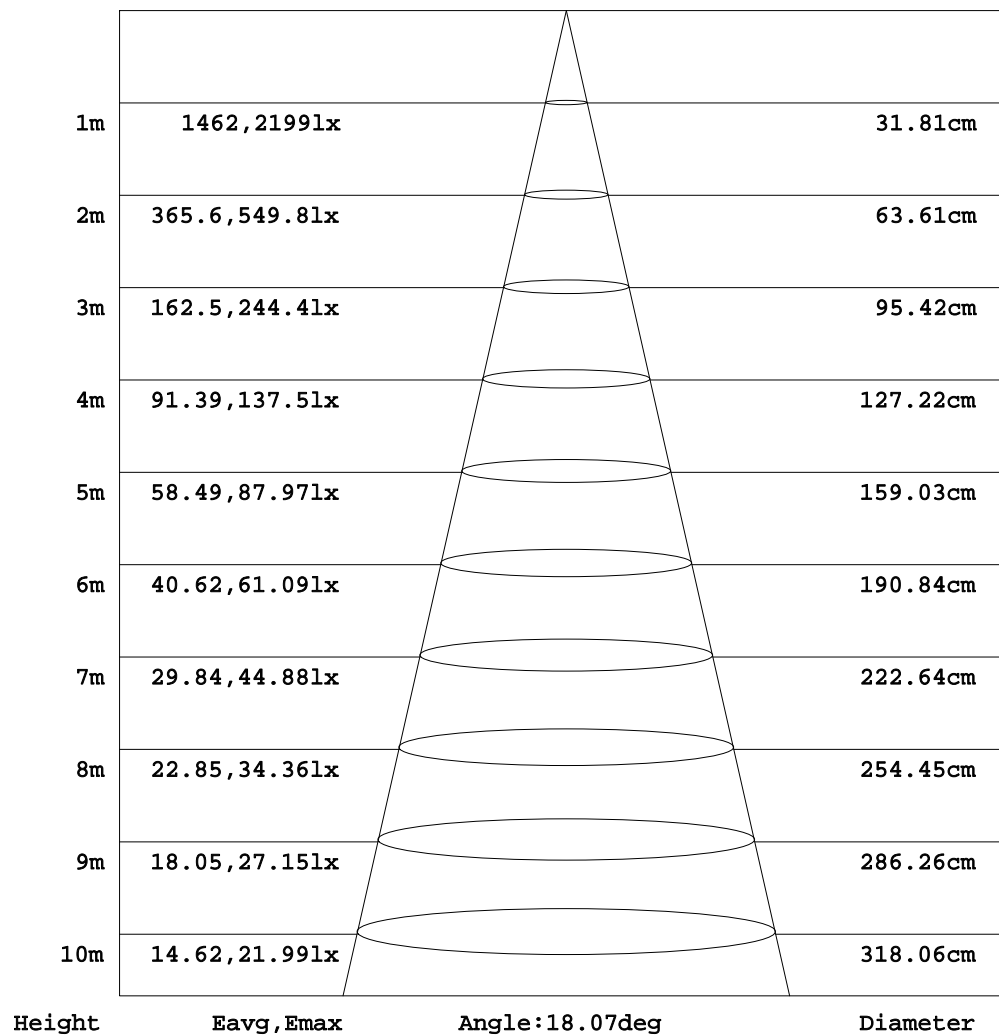 1m 1462,2199lx 31.81cm
2m 365.6,549.8lx 63.61cm
3m 162.5,244.4lx 95.42cm
4m 91.39,137.5lx 127.22cm
5m 58.49,87.97lx 159.03cm
6m 40.62,61.09lx 190.84cm
7m 29.84,44.88lx 222.64cm
8m 22.85,34.36lx 254.45cm
9m 18.05,27.15lx 286.26cm
10m 14.62,21.99lx 318.06cm
Height Eavg,Emax Angle:18.07deg Diameter